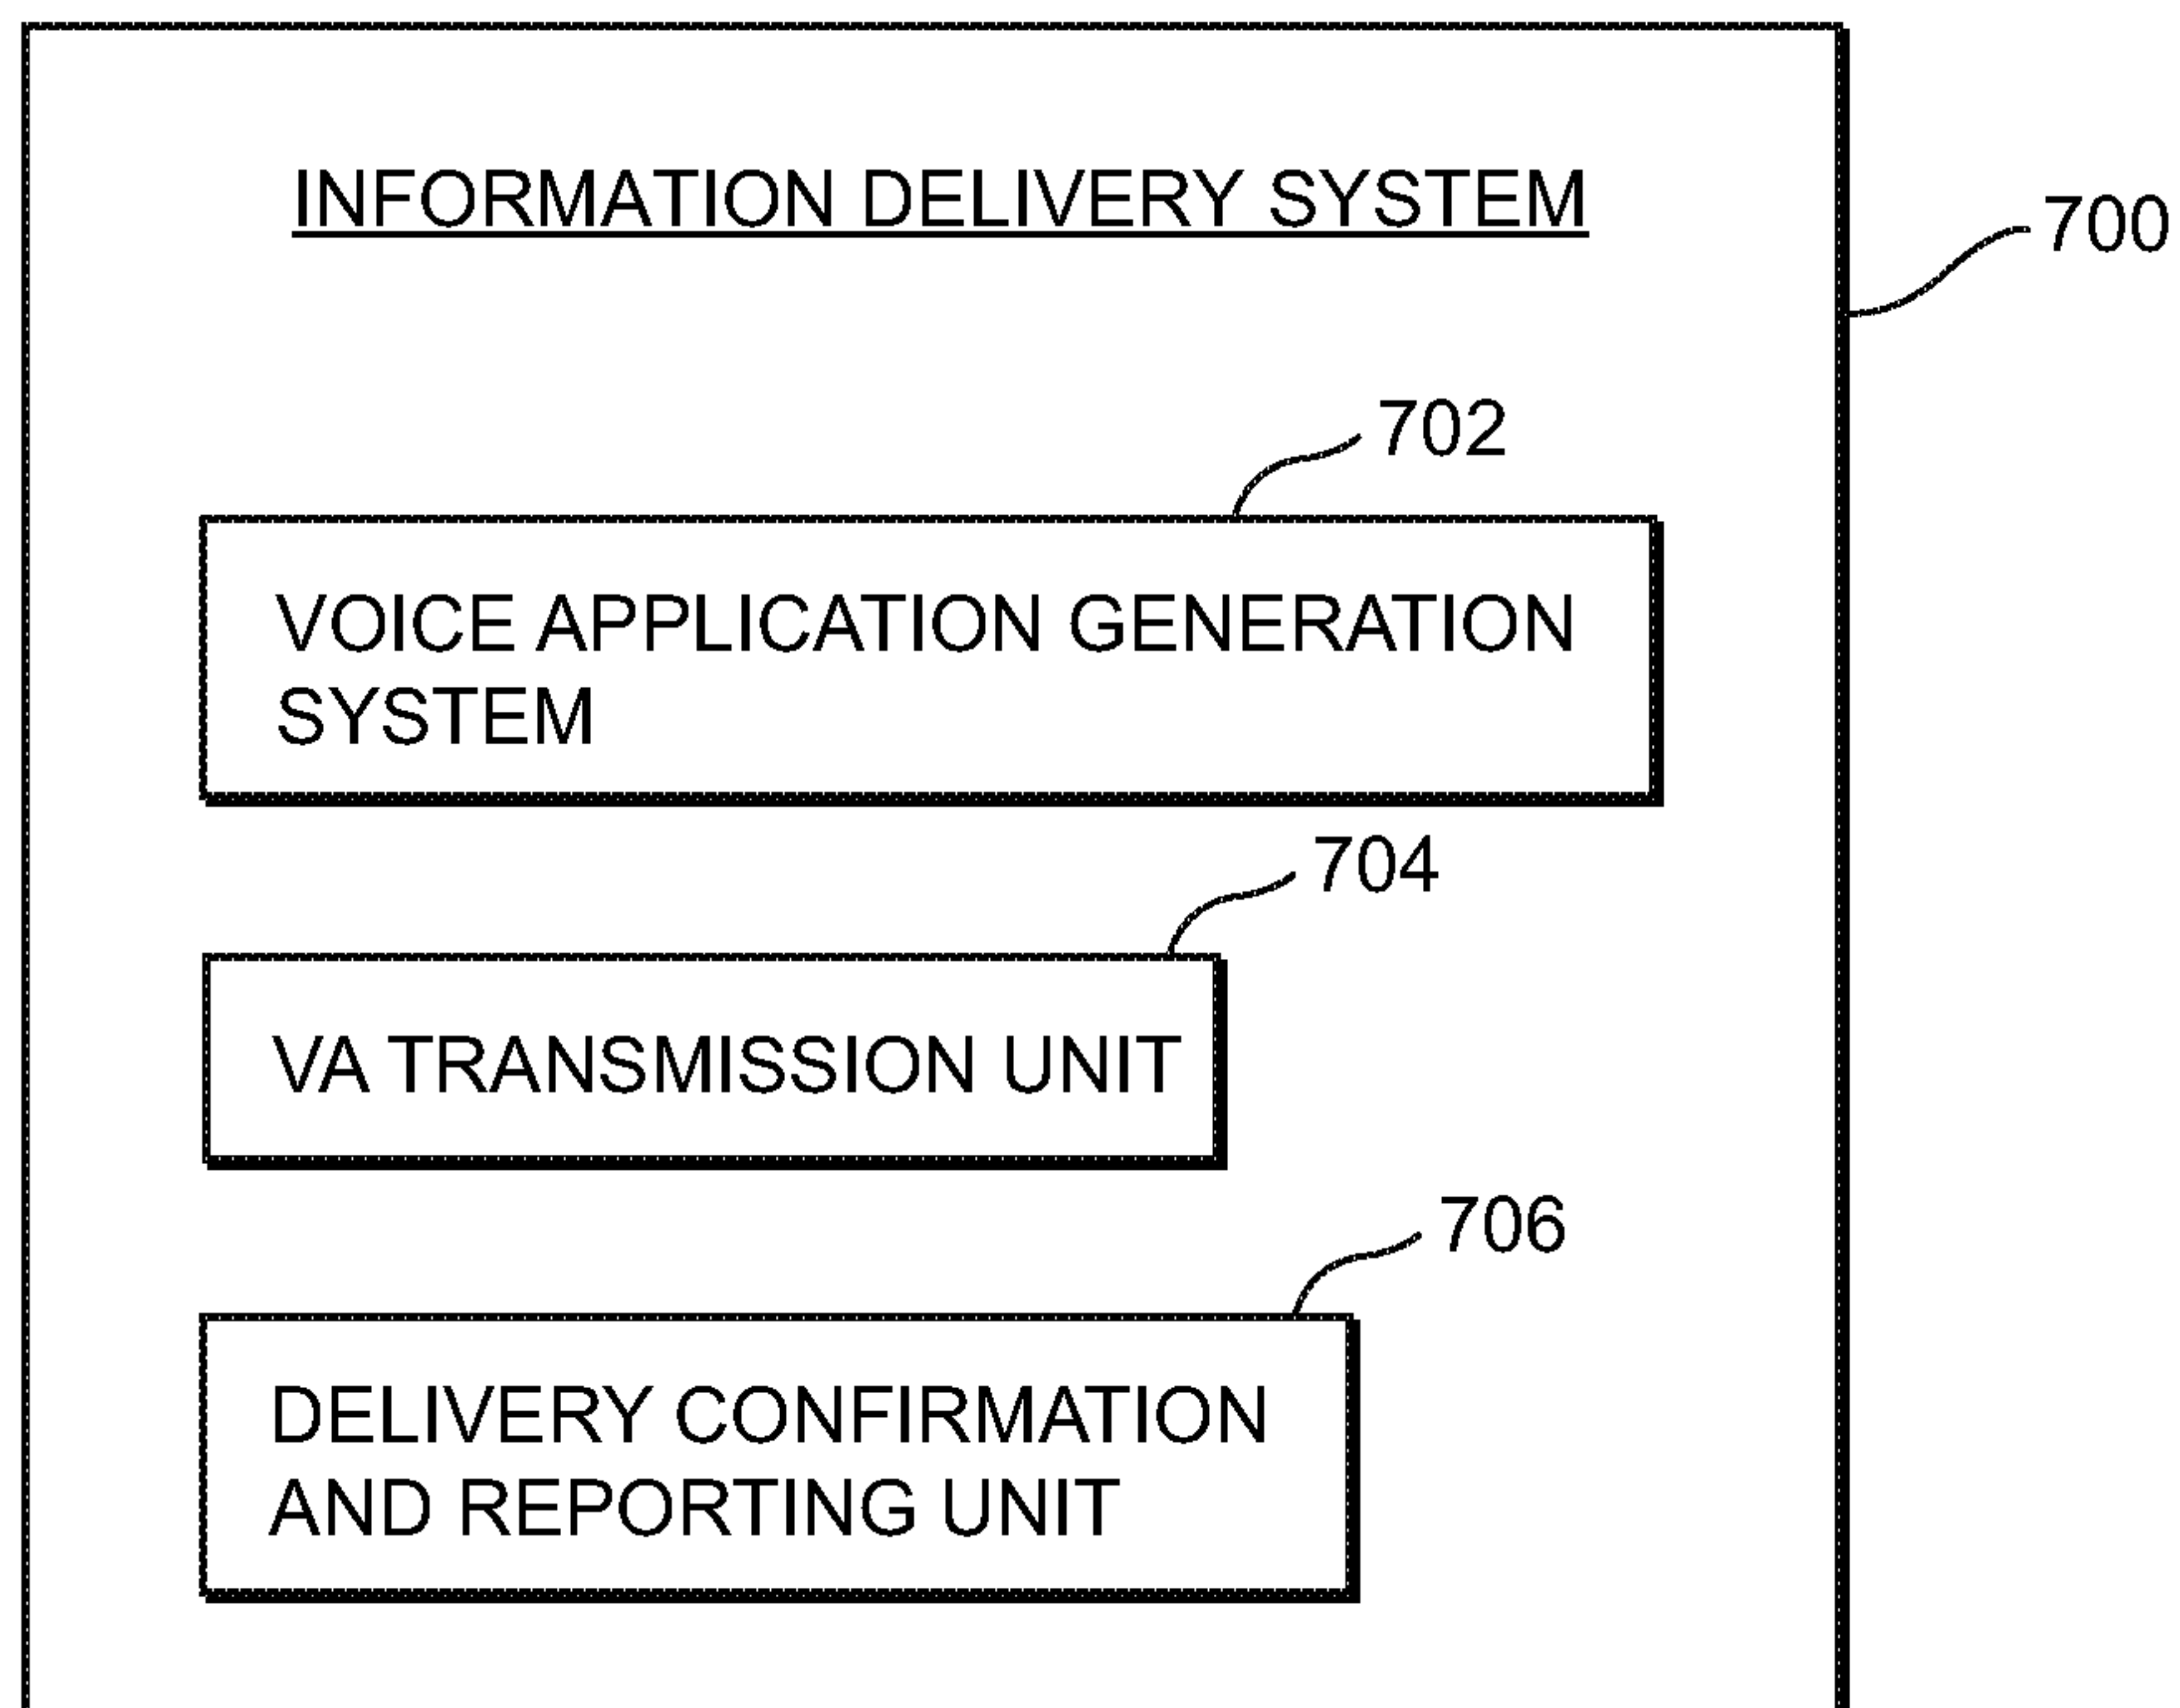 INFORMATION DELIVERY SYSTEM
700
702
VOICE APPLICATION GENERATION
SYSTEM
704
VA TRANSMISSION UNIT
706
DELIVERY CONFIRMATION
AND REPORTING UNIT